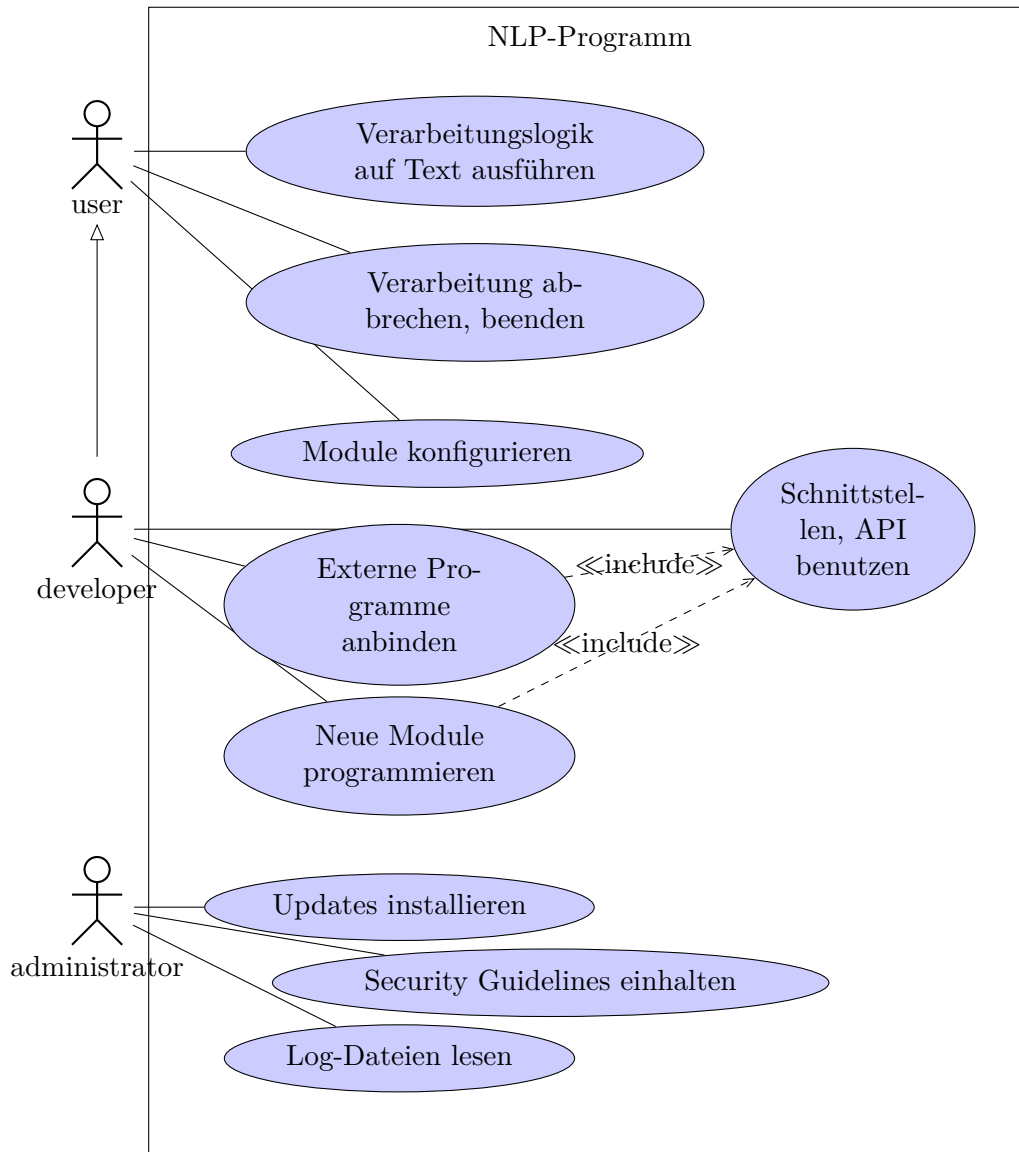 NLP-Programm
Verarbeitungslogik
auf Text ausführen
user
Verarbeitung ab-
brechen, beenden
Module konfigurieren
Schnittstel-
len, API
benutzen
developer
Externe Pro-
gramme
anbinden
≪include≫
≪include≫
Neue Module
programmieren
administrator
Updates installieren
Security Guidelines einhalten
Log-Dateien lesen